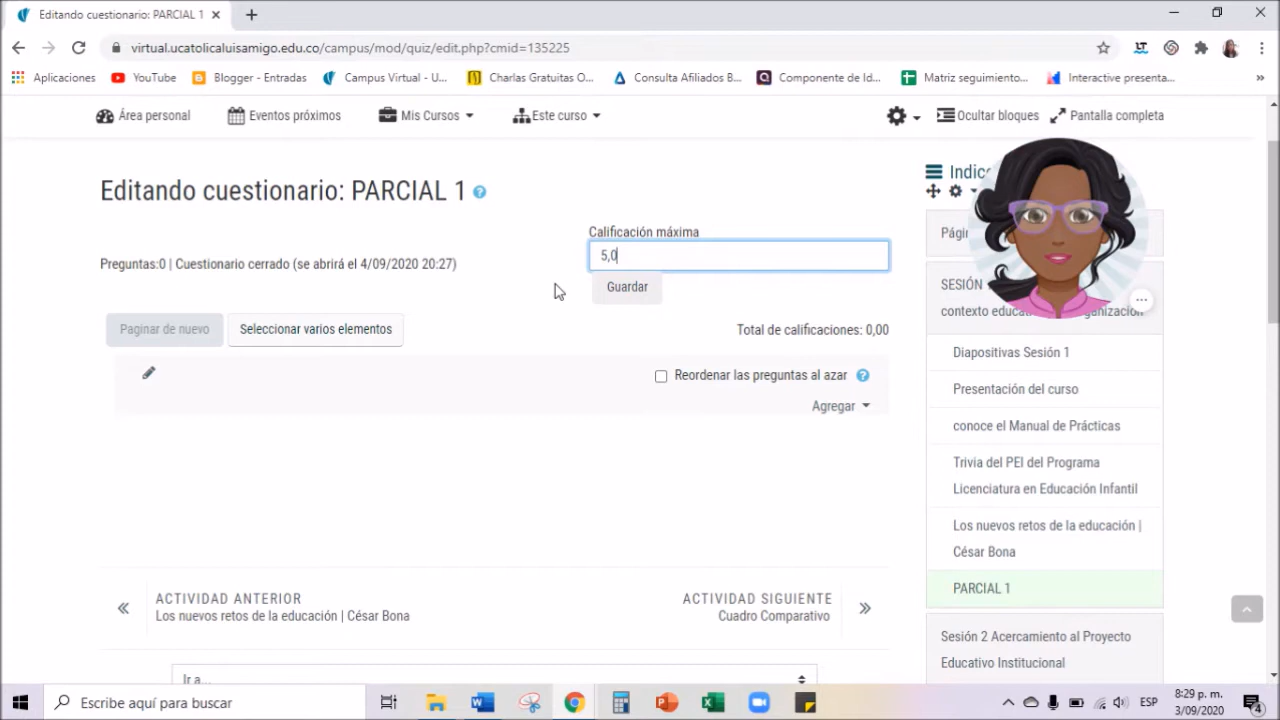 Editando cuestionario: PARCIAL 1
virtual.ucatolicaluisamigo.edu.co/campus/mod/quiz/edit.php?cmid=135225
Aplicaciones YouTube Blogger - Entradas Campus Virtual - U... Charlas Gratuitas O... Consulta Afiliados B... Componente de Id... Matriz seguimiento... Interactive presenta... »
Área personal Eventos próximos Mis Cursos Este curso Ocultar bloques Pantalla completa
Editando cuestionario: PARCIAL 1
Calificación máxima
5,0
Preguntas:0 | Cuestionario cerrado (se abrirá el 4/09/2020 20:27)
Guardar
Paginar de nuevo Seleccionar varios elementos Total de calificaciones: 0,00
Reordenar las preguntas al azar
Agregar
ACTIVIDAD ANTERIOR
Los nuevos retos de la educación | César Bona
ACTIVIDAD SIGUIENTE
Cuadro Comparativo
Ir a...
SESIÓN
Diapositivas Sesión 1
Presentación del curso
conoce el Manual de Prácticas
Trivia del PEI del Programa
Licenciatura en Educación Infantil
Los nuevos retos de la educación |
César Bona
PARCIAL 1
Sesión 2 Acercamiento al Proyecto
Educativo Institucional
Escribe aquí para buscar
ESP
8:29 p. m.
3/09/2020
4